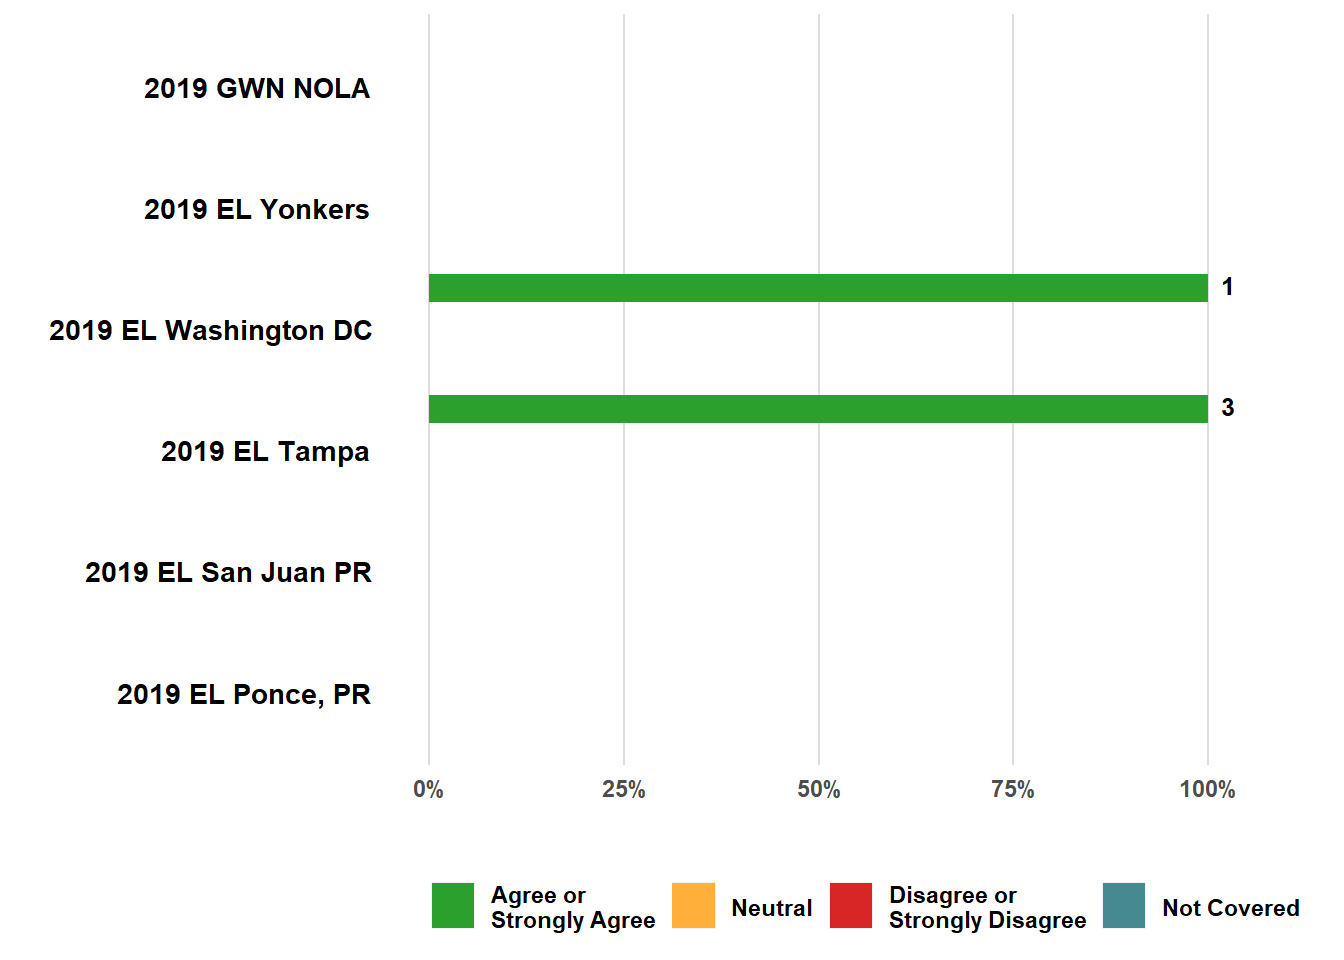 2019 GWN NOLA
2019 EL Yonkers
1
2019 EL Washington DC
3
2019 EL Tampa
2019 EL San Juan PR
2019 EL Ponce, PR
0% 25% 50% 75% 100%
Agree or
Strongly Agree
Neutral
Disagree or
Strongly Disagree
Not Covered